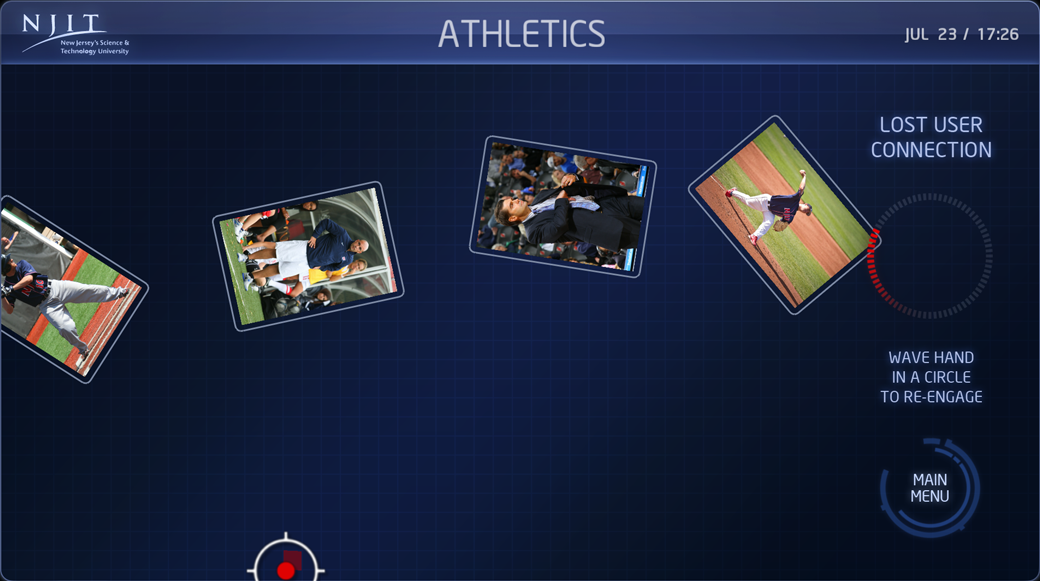 NJIT
New Jersey's Science &
Technology University
ATHLETICS
JUL 23 / 17:26
LOST USER
CONNECTION
WAVE HAND
IN A CIRCLE
TO RE-ENGAGE
MAIN
MENU